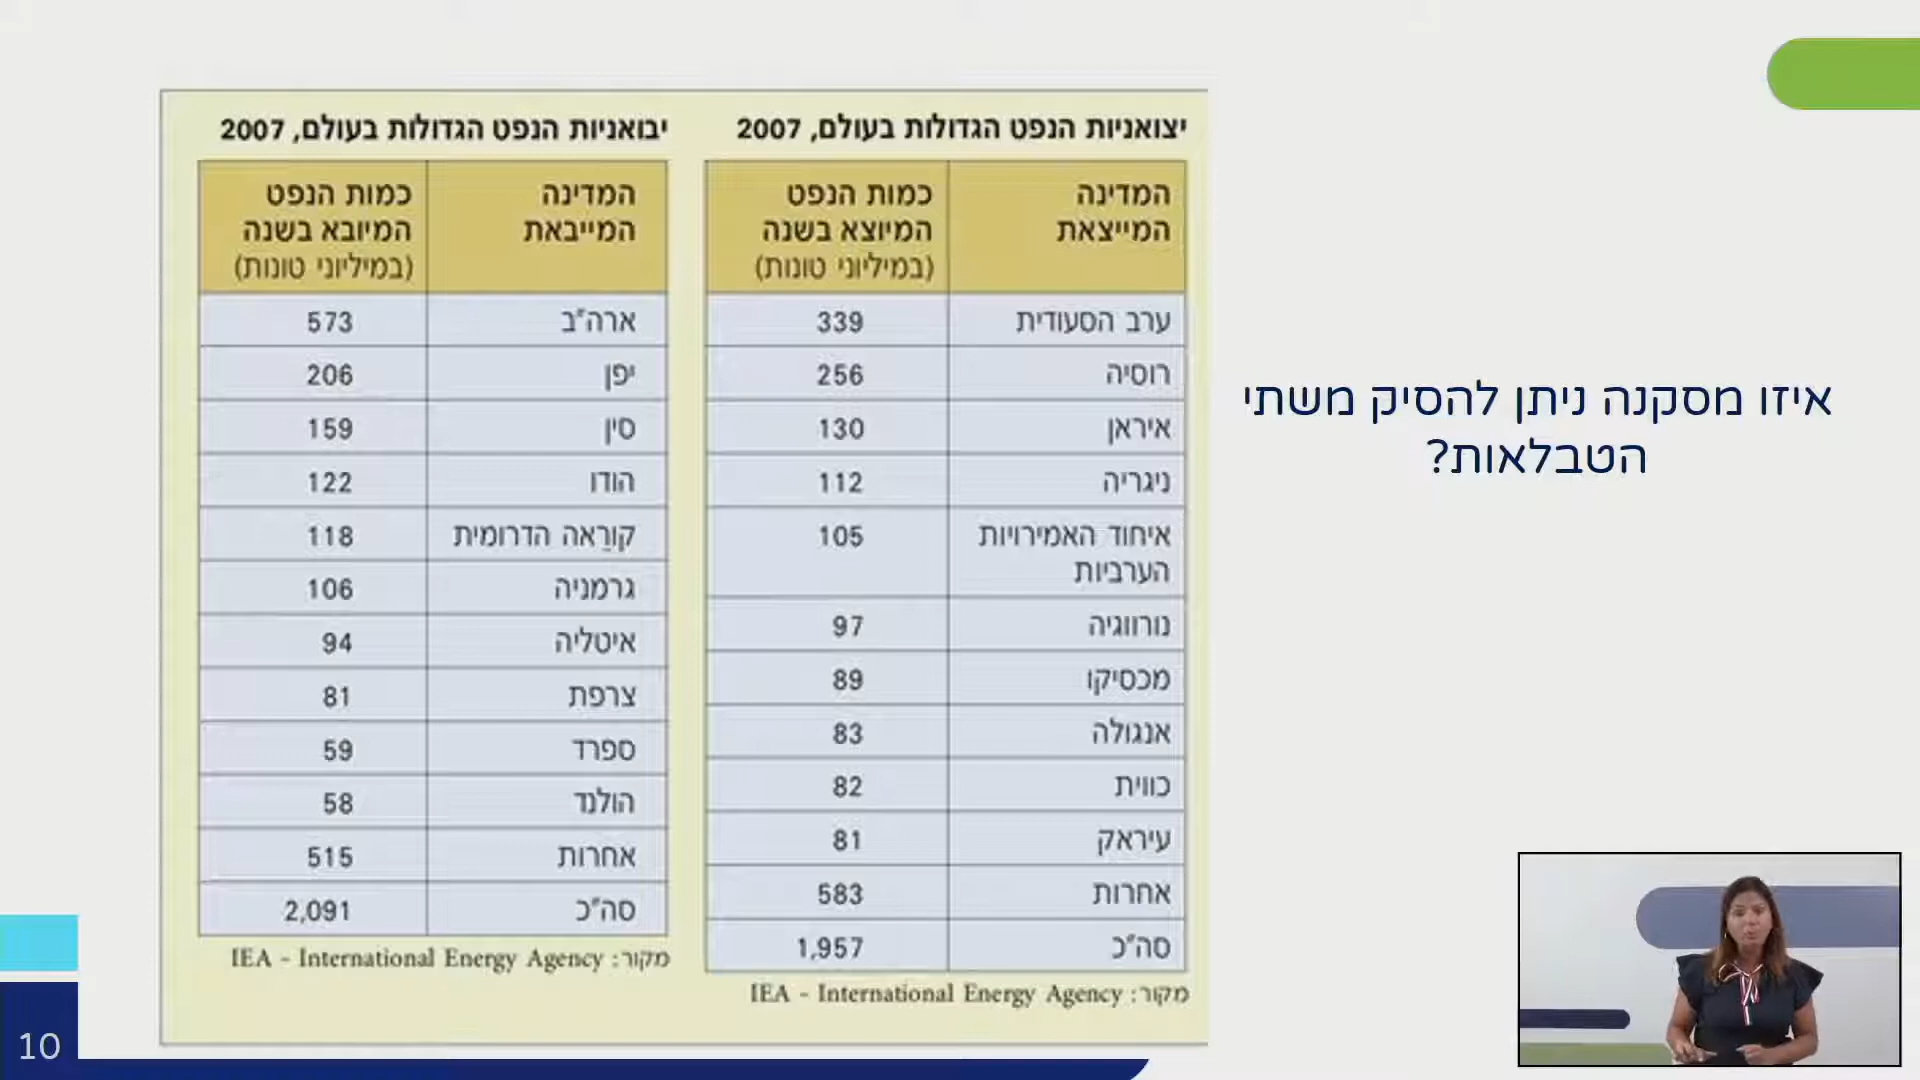 יצואניות הנפט הגדולות בעולם, 2007
המדינה המייצאת
כמות הנפט המיוצא בשנה (במיליוני טונות)
ערב הסעודית 339
רוסיה 256
איראן 130
ניגריה 112
איחוד האמירויות הערביות 105
נורווגיה 97
מכסיקו 89
אנגולה 83
כווית 82
עיראק 81
אחרות 583
סה"כ 1,957
מקור: IEA - International Energy Agency
יבואניות הנפט הגדולות בעולם, 2007
המדינה המייבאת
כמות הנפט המיובא בשנה (במיליוני טונות)
ארה"ב 573
יפן 206
סין 159
הודו 122
קוֹרֵאה הדרומית 118
גרמניה 106
איטליה 94
צרפת 81
ספרד 59
הולנד 58
אחרות 515
סה"כ 2,091
מקור: IEA - International Energy Agency
איזו מסקנה ניתן להסיק משתי
הטבלאות?
10